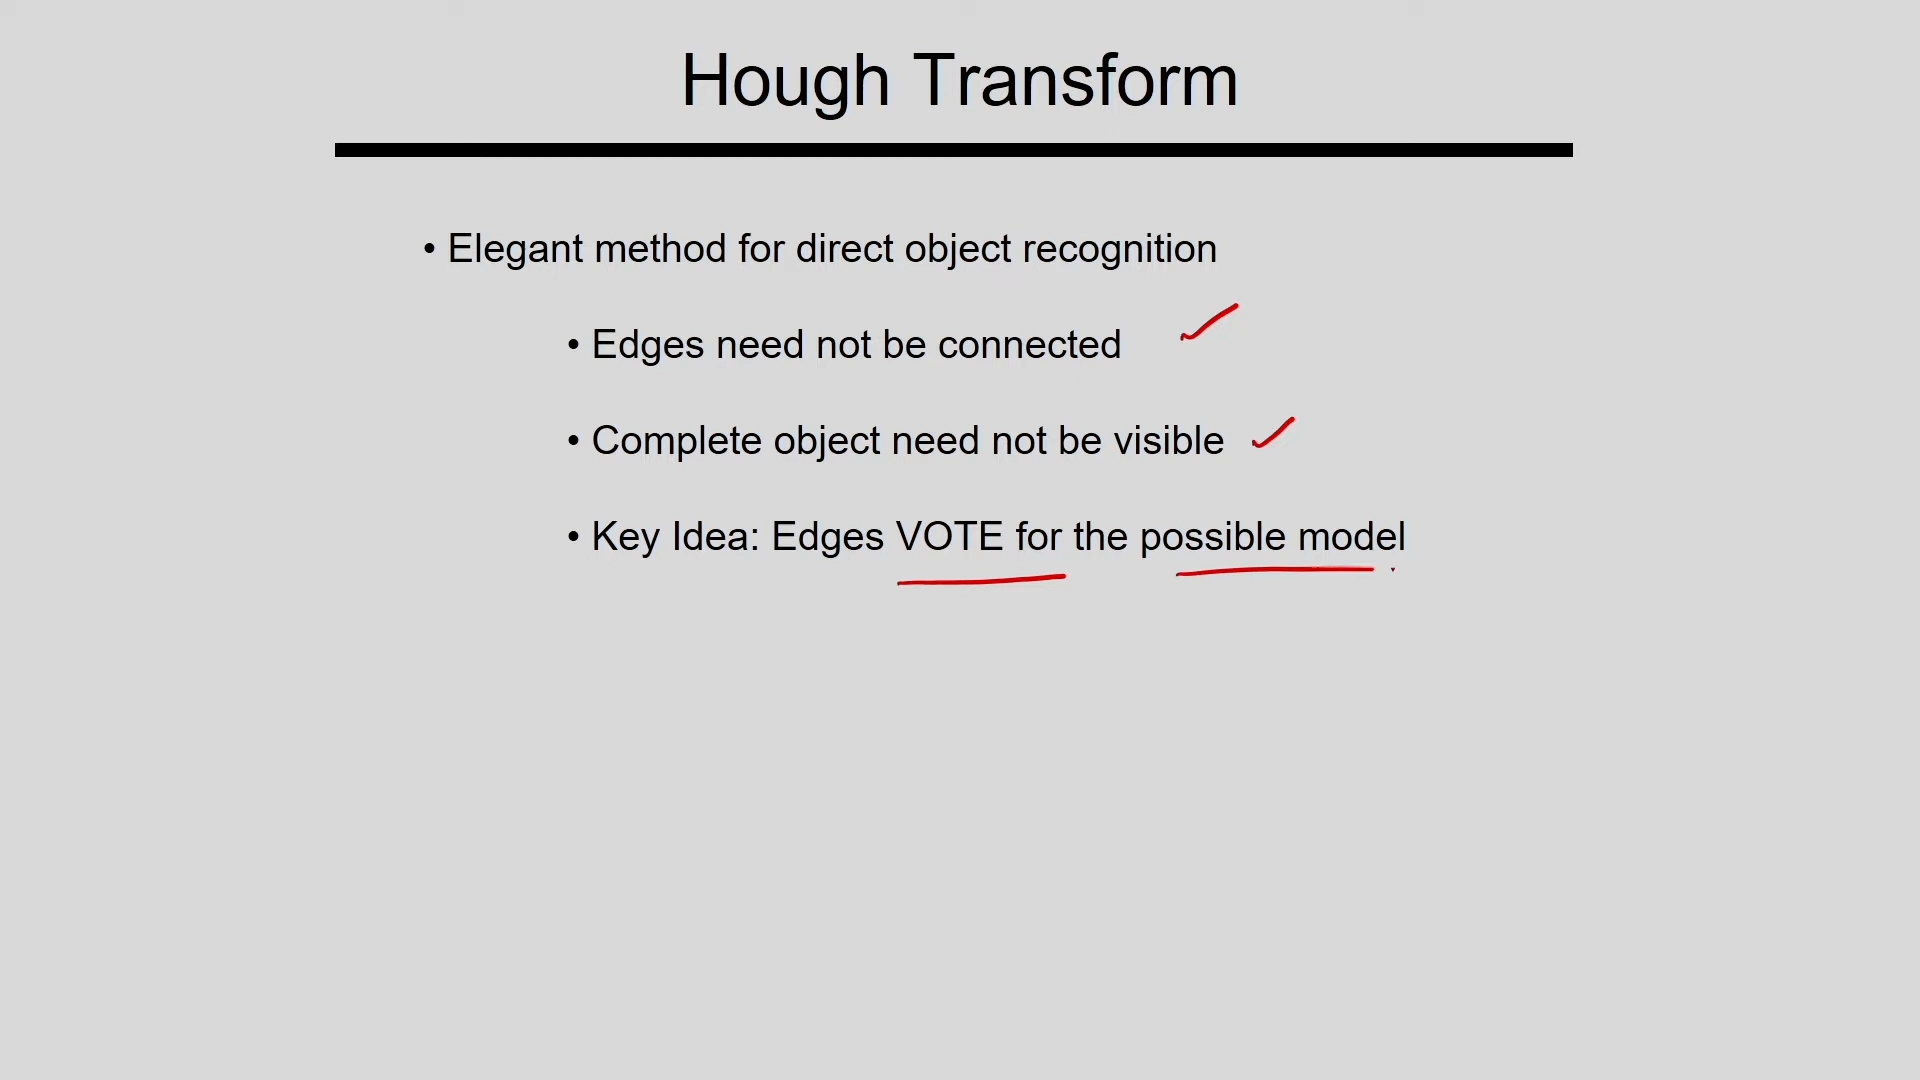 Hough Transform
• Elegant method for direct object recognition
• Edges need not be connected
• Complete object need not be visible
• Key Idea: Edges VOTE for the possible model